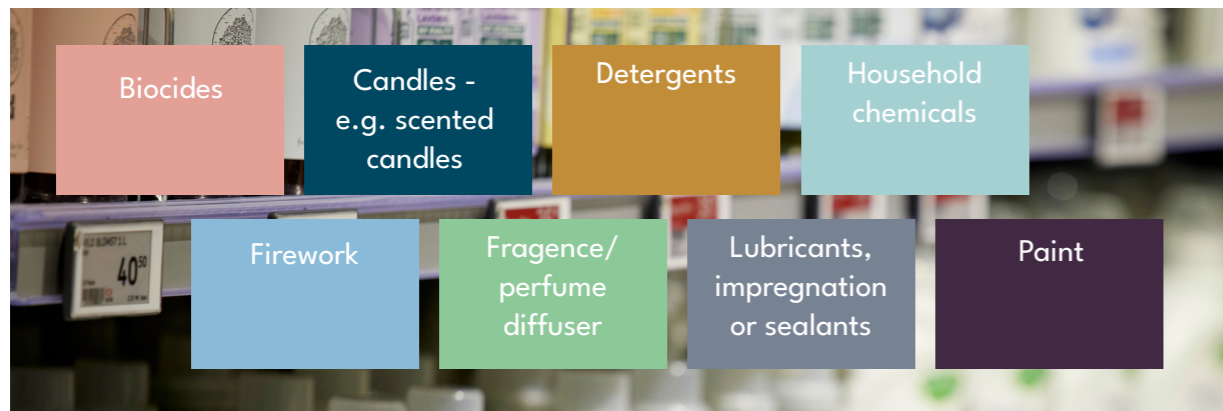 Biocides
Candles -
e.g. scented
candles
Detergents
Household
chemicals
Firework
Fragence/
perfume
diffuser
Lubricants,
impregnation
or sealants
Paint
40
50